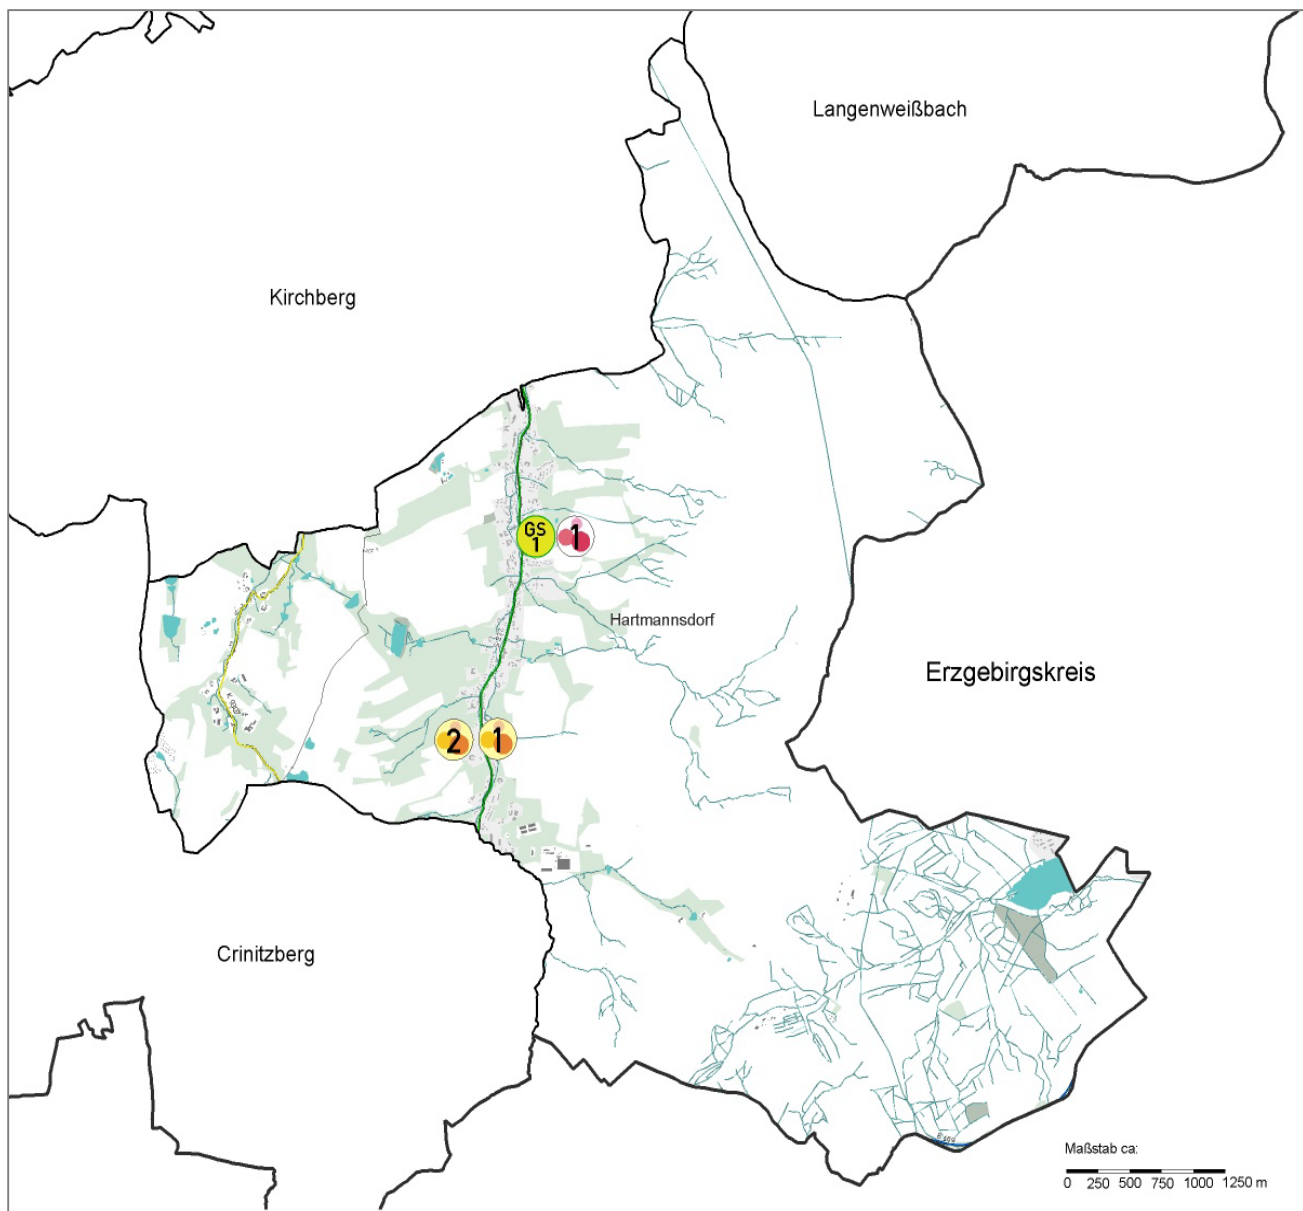 Langenweißbach
Kirchberg
GS
1
1
Hartmannsdorf
Erzgebirgskreis
2
1
Crinitzberg
Maßstab ca:
0 250 500 750 1000 1250 m